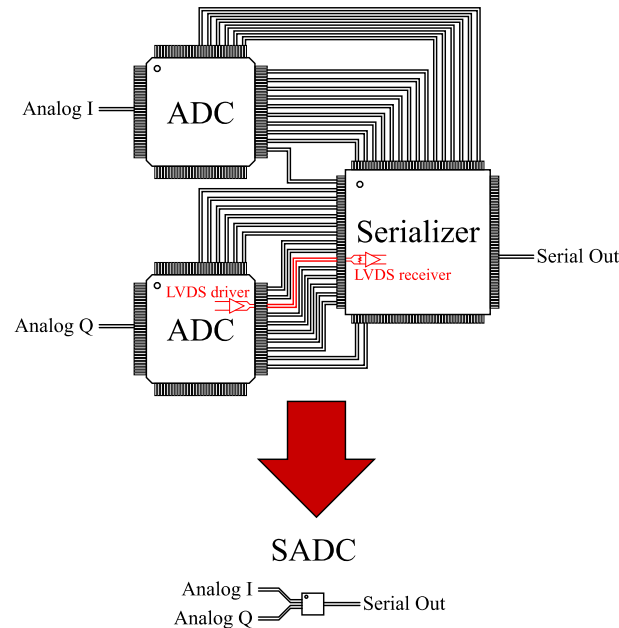 ADC
Analog I
Serializer
Serial Out
LVDS receiver
LVDS driver
ADC
Analog Q
SADC
Analog I
Serial Out
Analog Q